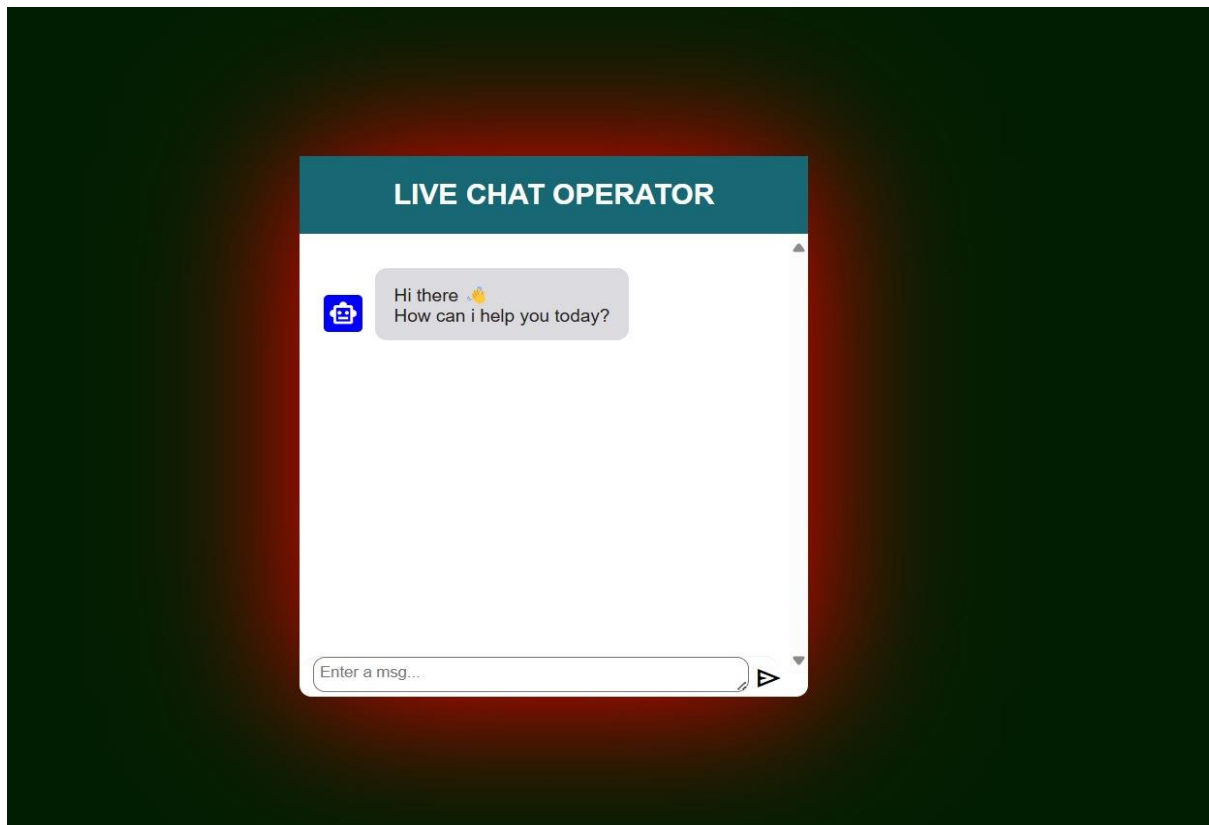 LIVE CHAT OPERATOR
Hi there 👋
How can i help you today?
Enter a msg...